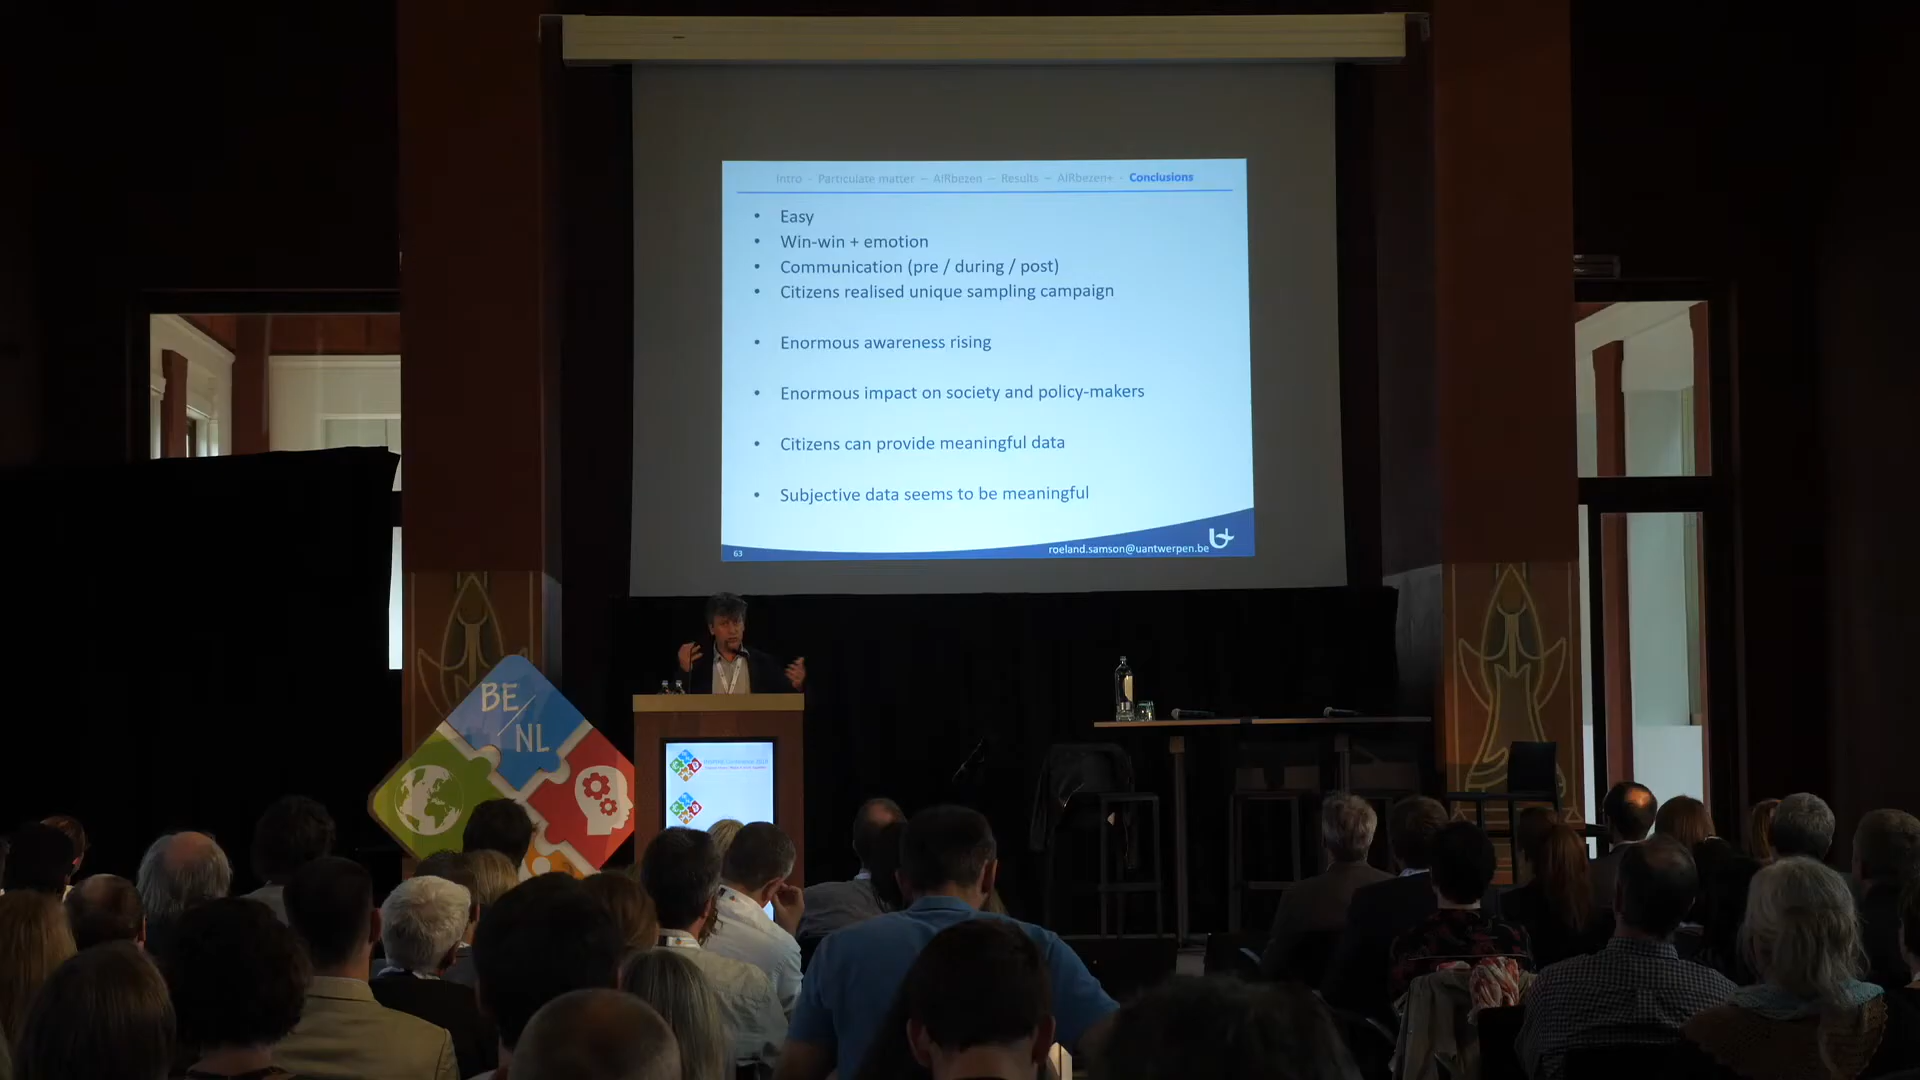 Intro - Particulate matter – AIRbezen – Results – AIRbezen+ - Conclusions
• Easy
• Win-win + emotion
• Communication (pre / during / post)
• Citizens realised unique sampling campaign
• Enormous awareness rising
• Enormous impact on society and policy-makers
• Citizens can provide meaningful data
• Subjective data seems to be meaningful
63
roeland.samson@uantwerpen.be
BE
NL